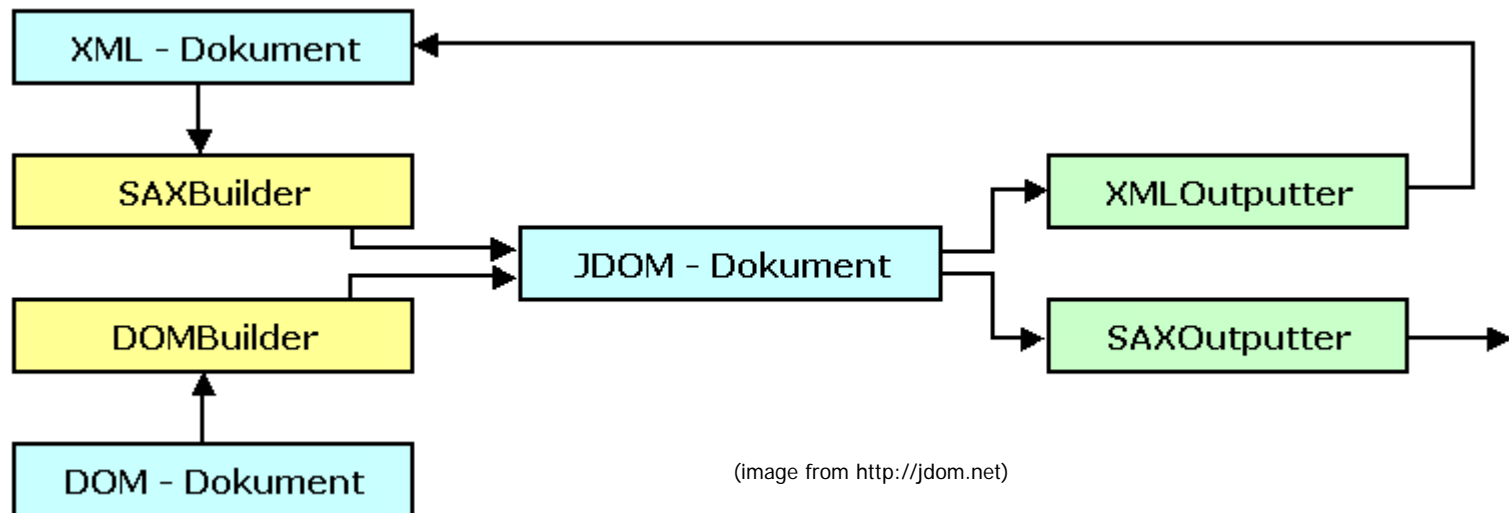 XML - Dokument
SAXBuilder
XMLOutputter
JDOM - Dokument
DOMBuilder
SAXOutputter
DOM - Dokument
(image from http://jdom.net)